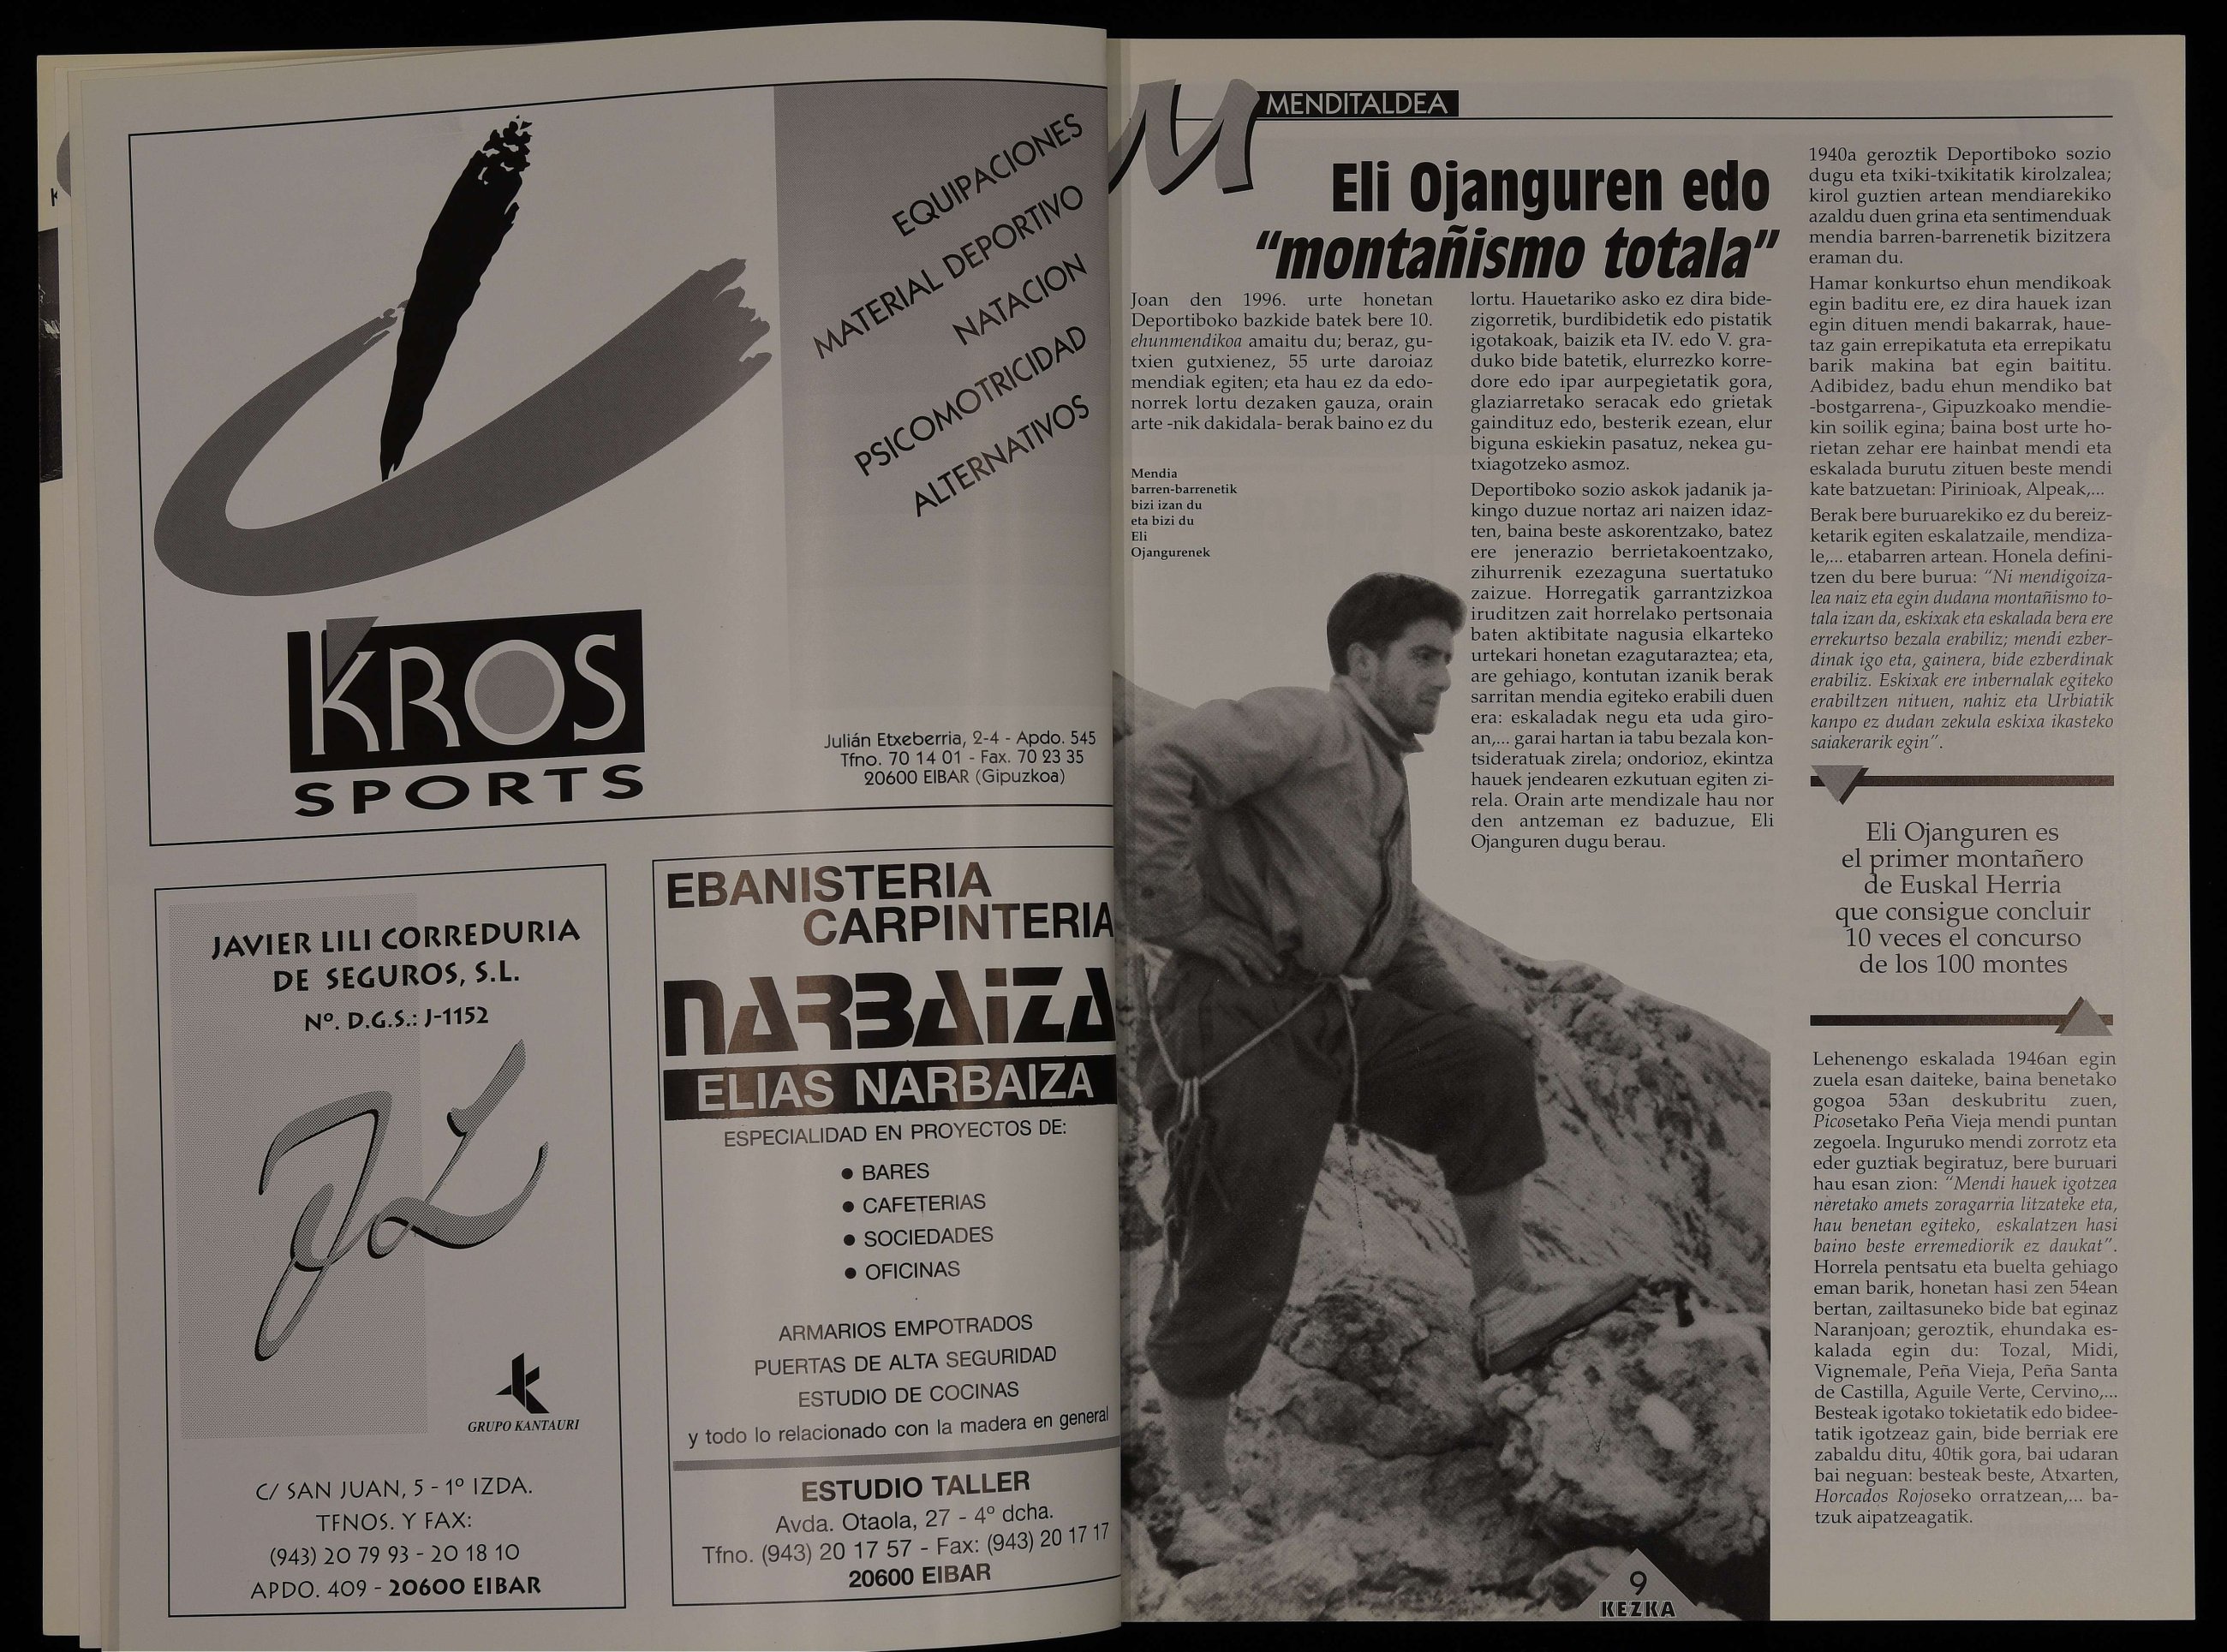 EQUIPACIONES
MATERIAL DEPORTIVO
NATACION
PSICOMOTRICIDAD
ALTERNATIVOS
KROS
SPORTS
Julián Etxeberria, 2-4 - Apdo. 545
Tfno. 70 14 01 - Fax. 70 23 35
20600 EIBAR (Gipuzkoa)
JAVIER LILI CORREDURIA
DE SEGUROS, S.L.
Nº. D.G.S.: J-1152
JL
GRUPO KANTAURI
C/ SAN JUAN, 5 - 1º IZDA.
TFNOS. Y FAX:
(943) 20 79 93 - 20 18 10
APDO. 409 - 20600 EIBAR
EBANISTERIA
CARPINTERIA
NARBAIZA
ELIAS NARBAIZA
ESPECIALIDAD EN PROYECTOS DE:
● BARES
● CAFETERIAS
● SOCIEDADES
● OFICINAS
ARMARIOS EMPOTRADOS
PUERTAS DE ALTA SEGURIDAD
ESTUDIO DE COCINAS
y todo lo relacionado con la madera en general
ESTUDIO TALLER
Avda. Otaola, 27 - 4º dcha.
Tfno. (943) 20 17 57 - Fax: (943) 20 17 17
20600 EIBAR
M
MENDITALDEA
Eli Ojanguren edo
“montañismo totala”
Joan den 1996. urte honetan
Deportiboko bazkide batek bere 10.
ehunmendikoa amaitu du; beraz, gu-
txien gutxienez, 55 urte daroiaz
mendiak egiten; eta hau ez da edo-
norrek lortu dezaken gauza, orain
arte -nik dakidala- berak baino ez du
Mendia
barren-barrenetik
bizi izan du
eta bizi du
Eli
Ojangurenek
lortu. Hauetariko asko ez dira bide-
zigorretik, burdibidetik edo pistatik
igotakoak, baizik eta IV. edo V. gra-
duko bide batetik, elurrezko korre-
dore edo ipar aurpegietatik gora,
glaziarretako seracak edo grietak
gaindituz edo, besterik ezean, elur
biguna eskiekin pasatuz, nekea gu-
txiagotzeko asmoz.
Deportiboko sozio askok jadanik ja-
kingo duzue nortaz ari naizen idaz-
ten, baina beste askorentzako, batez
ere jenerazio berrietakoentzako,
zihurrenik ezezaguna suertatuko
zaizue. Horregatik garrantzizkoa
iruditzen zait horrelako pertsonaia
baten aktibitate nagusia elkarteko
urtekari honetan ezagutaraztea; eta,
are gehiago, kontutan izanik berak
sarritan mendia egiteko erabili duen
era: eskaladak negu eta uda giro-
an,... garai hartan ia tabu bezala kon-
tsideratuak zirela; ondorioz, ekintza
hauek jendearen ezkutuan egiten zi-
rela. Orain arte mendizale hau nor
den antzeman ez baduzue, Eli
Ojanguren dugu berau.
1940a geroztik Deportiboko sozio
dugu eta txiki-txikitatik kirolzalea;
kirol guztien artean mendiarekiko
azaldu duen grina eta sentimenduak
mendia barren-barrenetik bizitzera
eraman du.
Hamar konkurtso ehun mendikoak
egin baditu ere, ez dira hauek izan
egin dituen mendi bakarrak, haue-
taz gain errepikatuta eta errepikatu
barik makina bat egin baititu.
Adibidez, badu ehun mendiko bat
-bostgarrena-, Gipuzkoako mendie-
kin soilik egina; baina bost urte ho-
rietan zehar ere hainbat mendi eta
eskalada burutu zituen beste mendi
kate batzuetan: Pirinioak, Alpeak,...
Berak bere buruarekiko ez du bereiz-
ketarik egiten eskalatzaile, mendiza-
le,... etabarren artean. Honela defini-
tzen du bere burua: “Ni mendigoiza-
lea naiz eta egin dudana montañismo to-
tala izan da, eskixak eta eskalada bera ere
errekurtso bezala erabiliz; mendi ezber-
dinak igo eta, gainera, bide ezberdinak
erabiliz. Eskixak ere inbernalak egiteko
erabiltzen nituen, nahiz eta Urbiatik
kanpo ez dudan zekula eskixa ikasteko
saiakerarik egin”.
Eli Ojanguren es
el primer montañero
de Euskal Herria
que consigue concluir
10 veces el concurso
de los 100 montes
Lehenengo eskalada 1946an egin
zuela esan daiteke, baina benetako
gogoa 53an deskubritu zuen,
Picosetako Peña Vieja mendi puntan
zegoela. Inguruko mendi zorrotz eta
eder guztiak begiratuz, bere buruari
hau esan zion: “Mendi hauek igotzea
neretako amets zoragarria litzateke eta,
hau benetan egiteko, eskalatzen hasi
baino beste erremediorik ez daukat”.
Horrela pentsatu eta buelta gehiago
eman barik, honetan hasi zen 54ean
bertan, zailtasuneko bide bat eginaz
Naranjoan; geroztik, ehundaka es-
kalada egin du: Tozal, Midi,
Vignemale, Peña Vieja, Peña Santa
de Castilla, Aguile Verte, Cervino,...
Besteak igotako tokietatik edo bidee-
tatik igotzeaz gain, bide berriak ere
zabaldu ditu, 40tik gora, bai udaran
bai neguan: besteak beste, Atxarten,
Horcados Rojoseko orratzean,... ba-
tzuk aipatzeagatik.
9
KEZKA